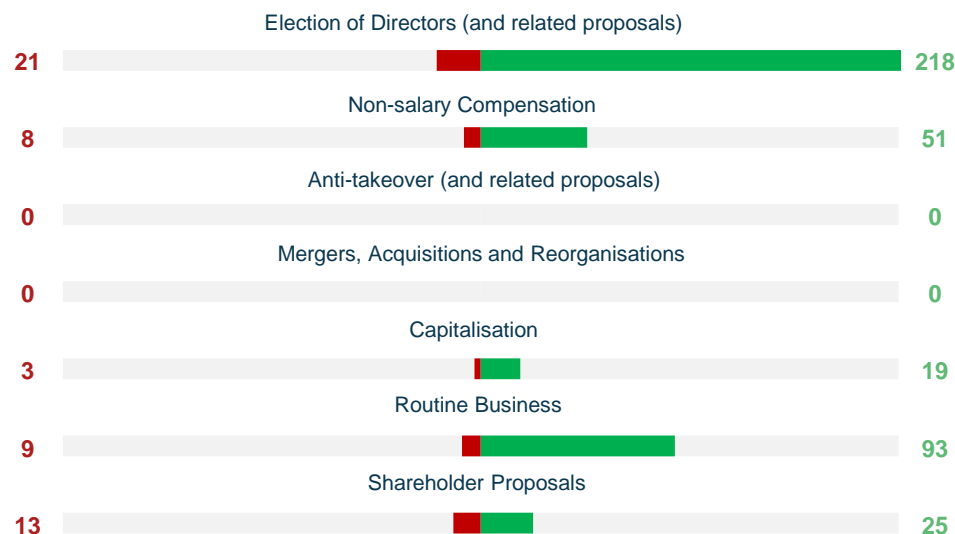 Election of Directors (and related proposals)
21 218
Non-salary Compensation
8 51
Anti-takeover (and related proposals)
0 0
Mergers, Acquisitions and Reorganisations
0 0
Capitalisation
3 19
Routine Business
9 93
Shareholder Proposals
13 25